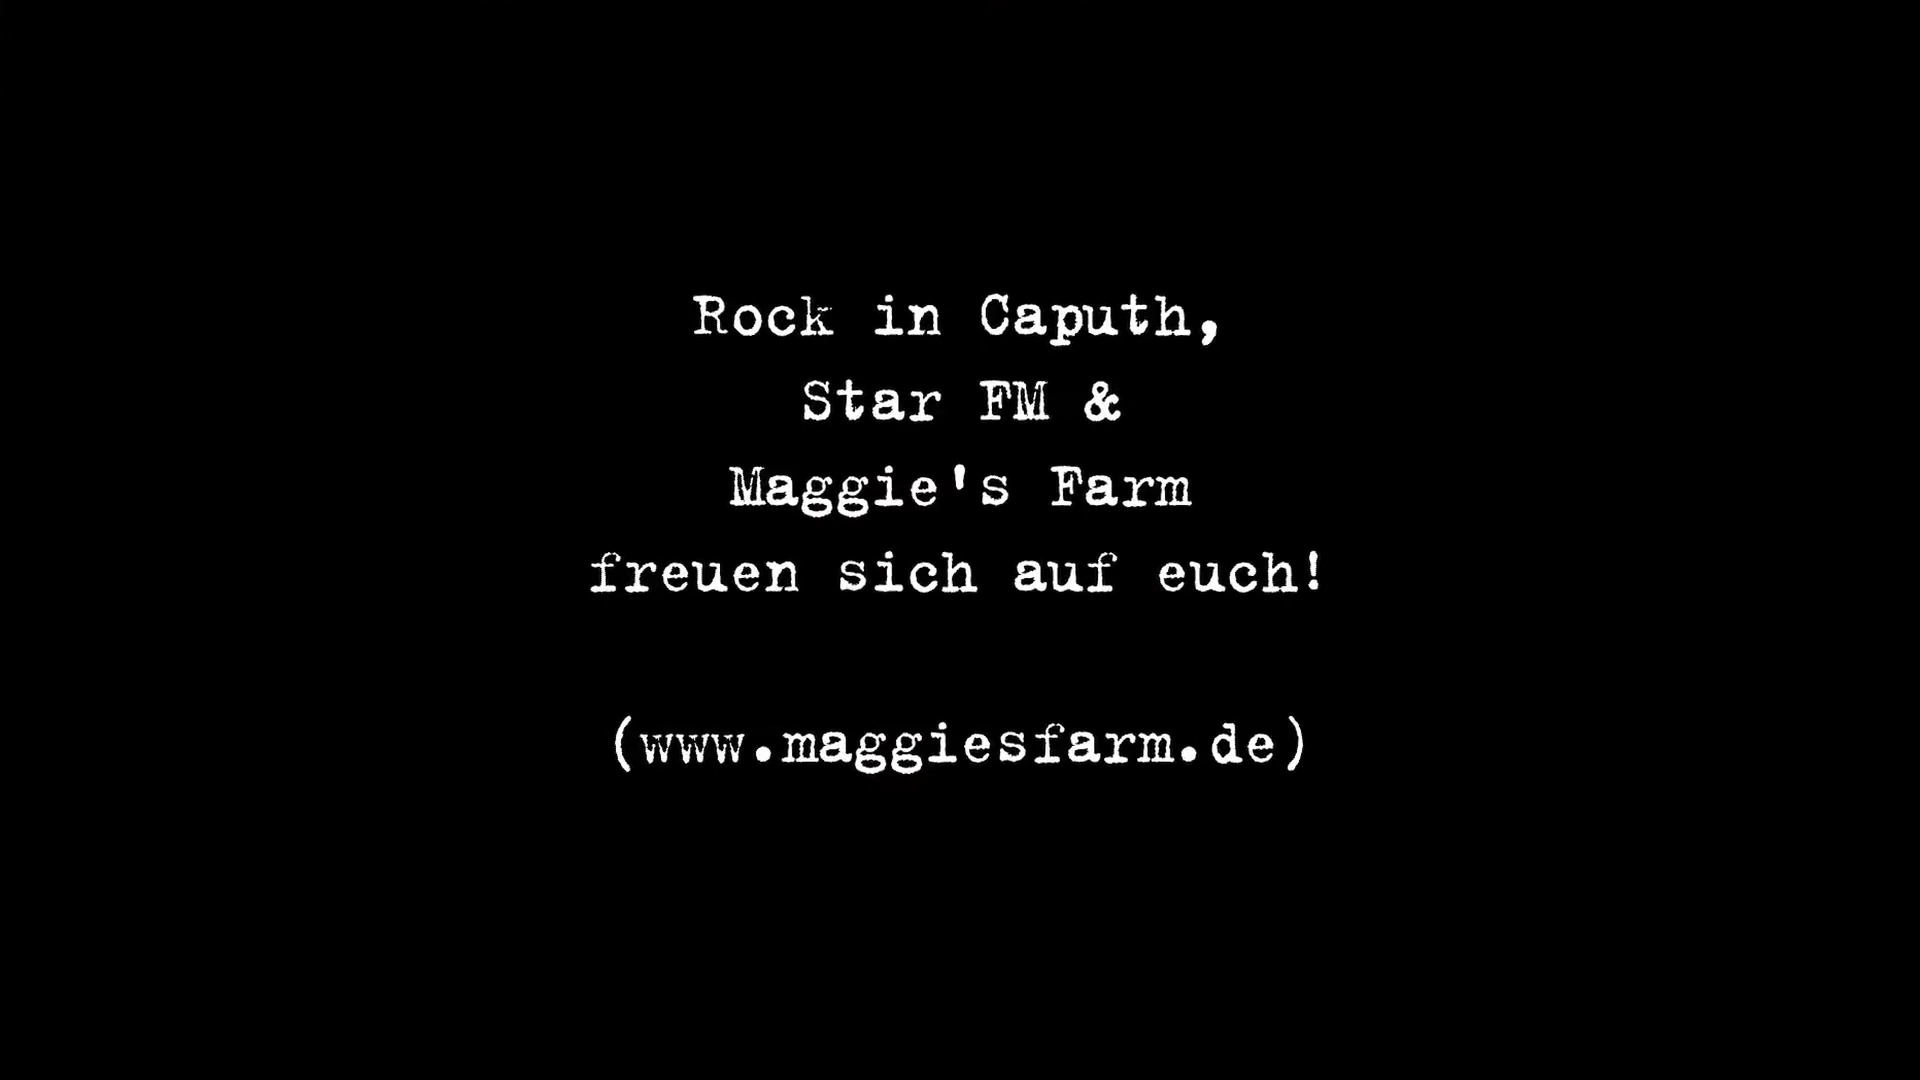 Rock in Caputh,
Star FM &
Maggie's Farm
freuen sich auf euch!
(www.maggiesfarm.de)